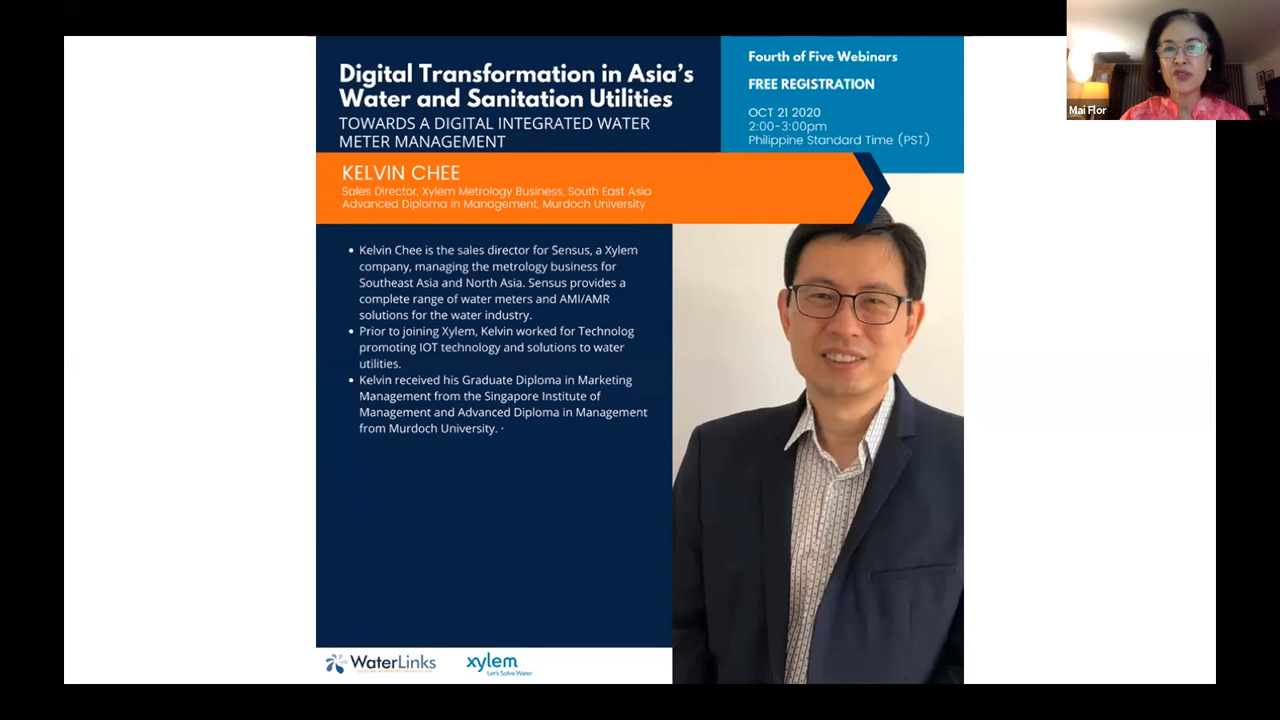 Digital Transformation in Asia's
Water and Sanitation Utilities
TOWARDS A DIGITAL INTEGRATED WATER
METER MANAGEMENT
Fourth of Five Webinars
FREE REGISTRATION
OCT 21 2020
2:00-3:00pm
Philippine Standard Time (PST)
Mai Flor
KELVIN CHEE
Sales Director, Xylem Metrology Business, South East Asia
Advanced Diploma in Management, Murdoch University
• Kelvin Chee is the sales director for Sensus, a Xylem
company, managing the metrology business for
Southeast Asia and North Asia. Sensus provides a
complete range of water meters and AMI/AMR
solutions for the water industry.
• Prior to joining Xylem, Kelvin worked for Technolog
promoting IOT technology and solutions to water
utilities.
• Kelvin received his Graduate Diploma in Marketing
Management from the Singapore Institute of
Management and Advanced Diploma in Management
from Murdoch University. ·
WaterLinks
xylem
Let's Solve Water